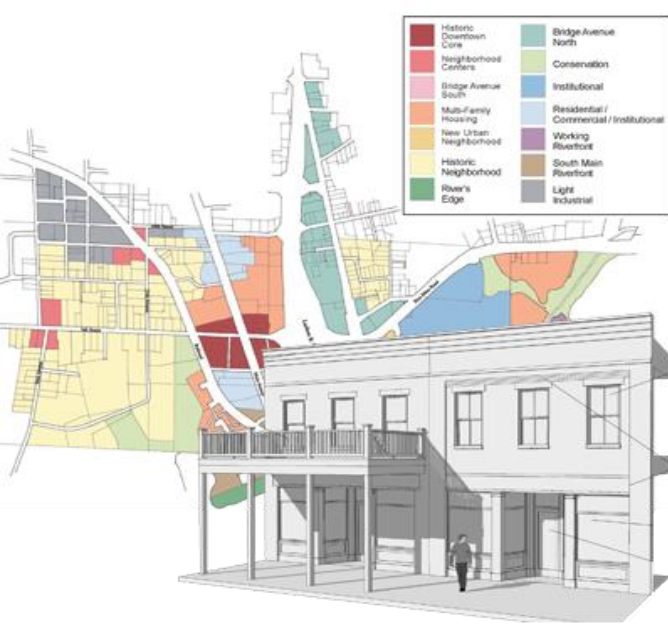 Historic
Downtown
Core
Neighborhood
Centers
Bridge Avenue
South
Multi-Family
Housing
New Urban
Neighborhood
Historic
Neighborhood
River's
Edge
Bridge Avenue
North
Conservation
Institutional
Residential /
Commercial / Institutional
Working
Riverfront
South Main
Riverfront
Light
Industrial